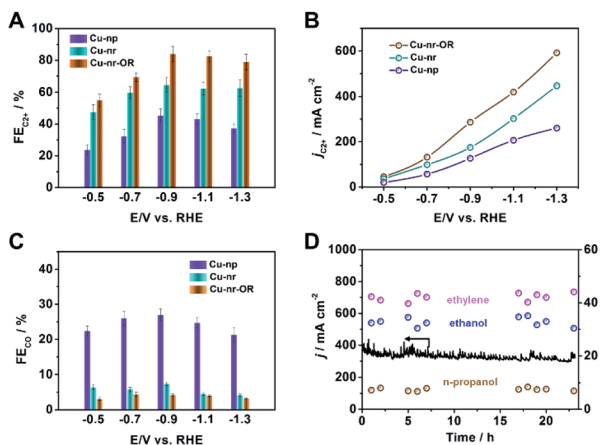 A
FE_C2+ / %
100
80
60
40
20
0
Cu-np
Cu-nr
Cu-nr-OR
-0.5 -0.7 -0.9 -1.1 -1.3
E/V vs. RHE
B
j_C2+ / mA cm⁻²
600
400
200
0
Cu-nr-OR
Cu-nr
Cu-np
-0.5 -0.7 -0.9 -1.1 -1.3
E/V vs. RHE
C
FE_CO / %
40
30
20
10
0
Cu-np
Cu-nr
Cu-nr-OR
-0.5 -0.7 -0.9 -1.1 -1.3
E/V vs. RHE
D
j / mA cm⁻²
1000
900
800
700
600
500
400
300
200
100
0
ethylene
ethanol
n-propanol
60
40
20
0
0 5 10 15 20
Time / h